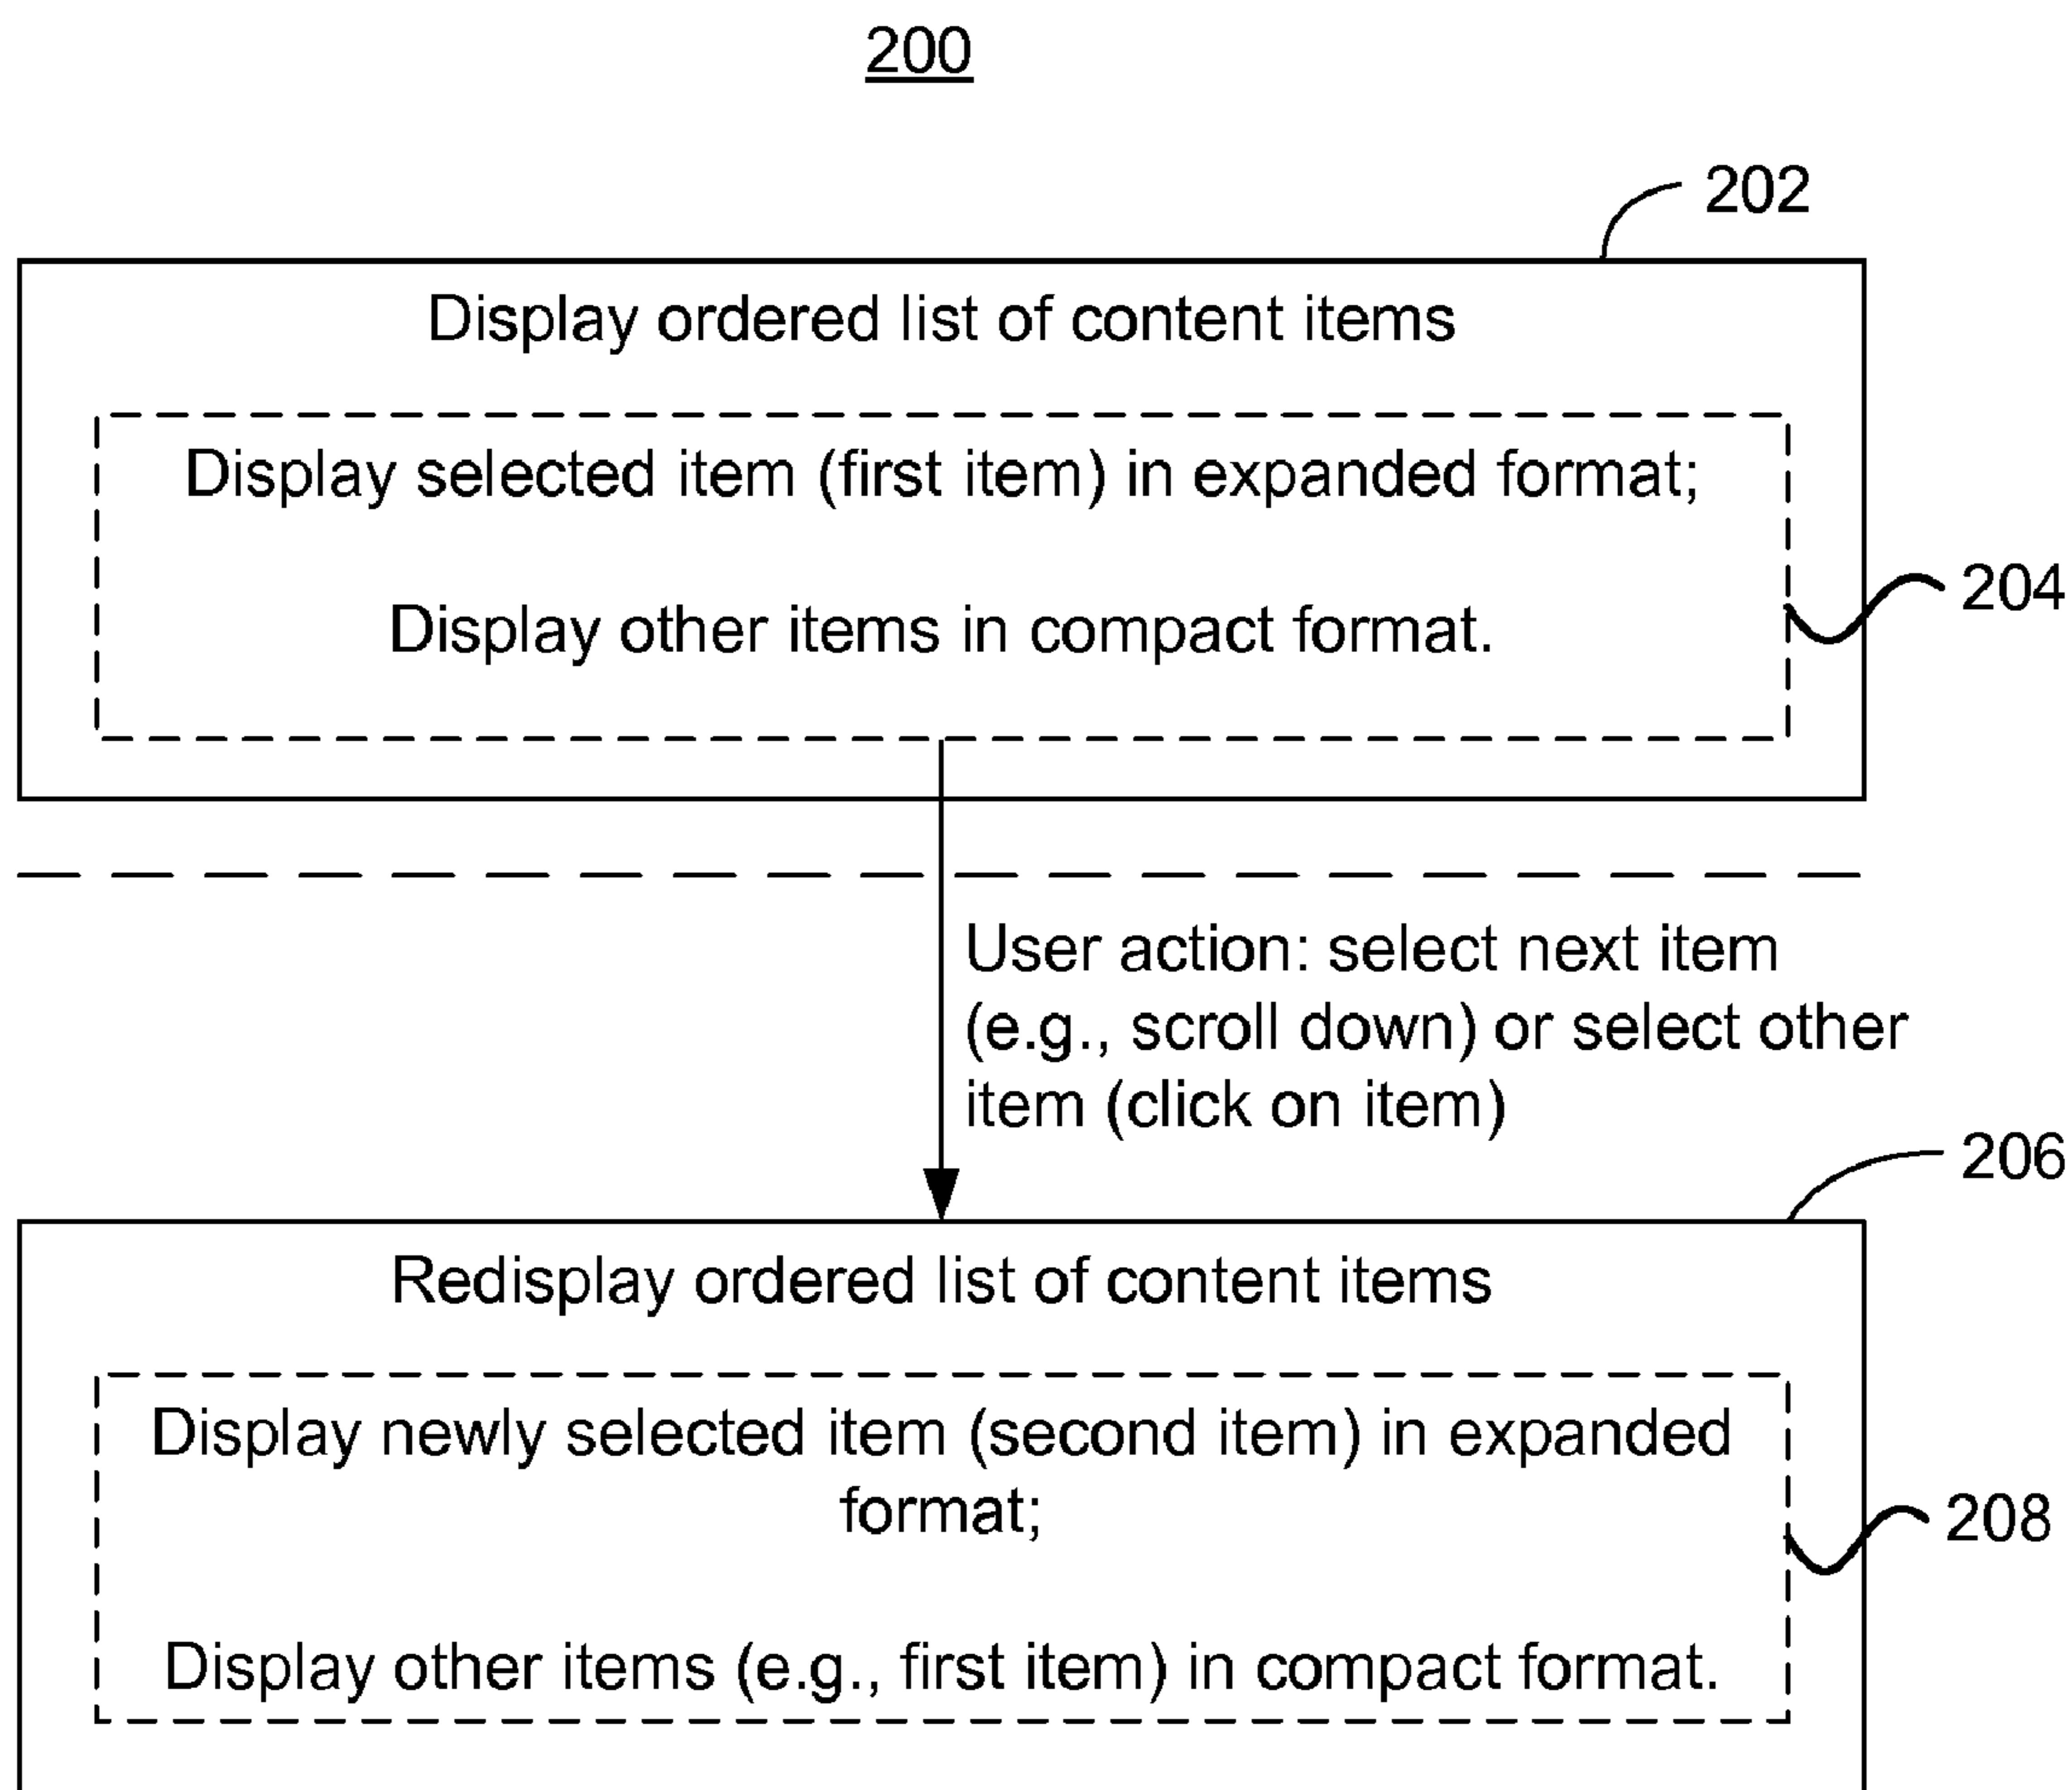 200
202
Display ordered list of content items
Display selected item (first item) in expanded format;
204
Display other items in compact format.
User action: select next item
(e.g., scroll down) or select other
item (click on item)
206
Redisplay ordered list of content items
Display newly selected item (second item) in expanded
format;
208
Display other items (e.g., first item) in compact format.